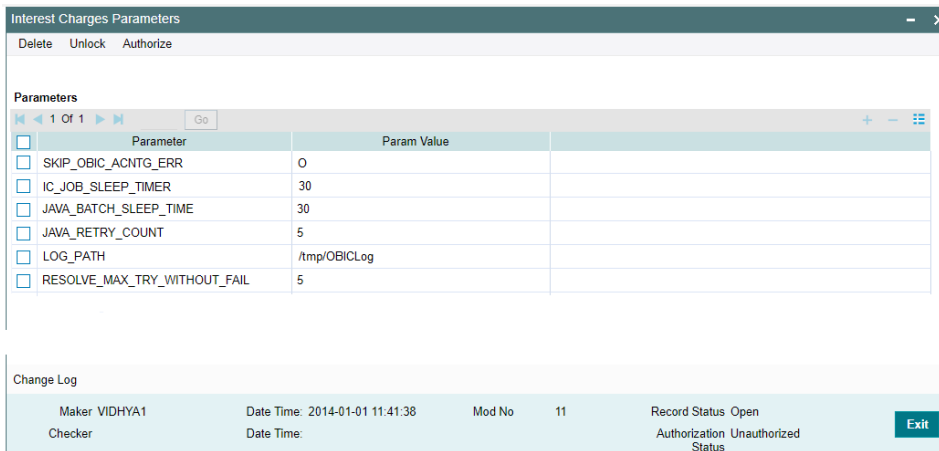 Interest Charges Parameters
Delete Unlock Authorize
Parameters
1 Of 1 Go
Parameter Param Value
SKIP_OBIC_ACNTG_ERR O
IC_JOB_SLEEP_TIMER 30
JAVA_BATCH_SLEEP_TIME 30
JAVA_RETRY_COUNT 5
LOG_PATH /tmp/OBICLog
RESOLVE_MAX_TRY_WITHOUT_FAIL 5
Change Log
Maker VIDHYA1 Date Time: 2014-01-01 11:41:38 Mod No 11 Record Status Open
Checker Date Time: Authorization Unauthorized
Status
Exit